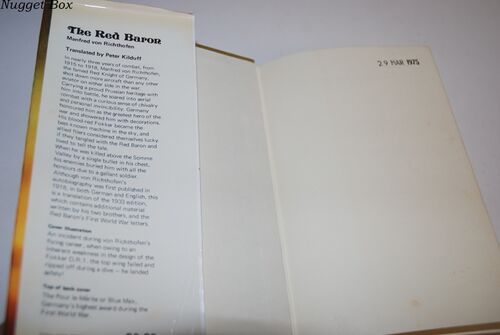 Nugget Box
The Red Baron
Manfred von Richthofen
Translated by Peter Kilduff
In nearly three years of combat, from
1915 to 1918, Manfred von Richthofen,
the famed Red Knight of Germany,
shot down more aircraft than any other
aviator on either side in the war.
Carrying a proud Prussian heritage with
him into battle, he soared into aerial
combat with a curious sense of chivalry
and personal invincibility. Germany
honoured him as the greatest hero of the
war and showered him with decorations.
His blood-red Fokker became the
best-known machine in the sky, and
allied fliers considered themselves lucky
if they tangled with the Red Baron and
lived to tell the tale.
When he was killed above the Somme
Valley by a single bullet in his chest,
his enemies buried him with all the
honours due to a gallant soldier.
Although von Richthofen's
autobiography was first published in
1918, in both German and English, this
is a translation of the 1933 edition,
which contains additional material
written by his two brothers, and the
Red Baron's First World War letters.
Cover illustration
An incident during von Richthofen's
flying career, when owing to an
inherent weakness in the design of the
Fokker D.R.1. the top wing failed and
ripped off during a dive – he landed
safely!
Top of back cover
The Pour le Mérite or Blue Max,
Germany's highest award during the
First World War.
29 MAR 1975